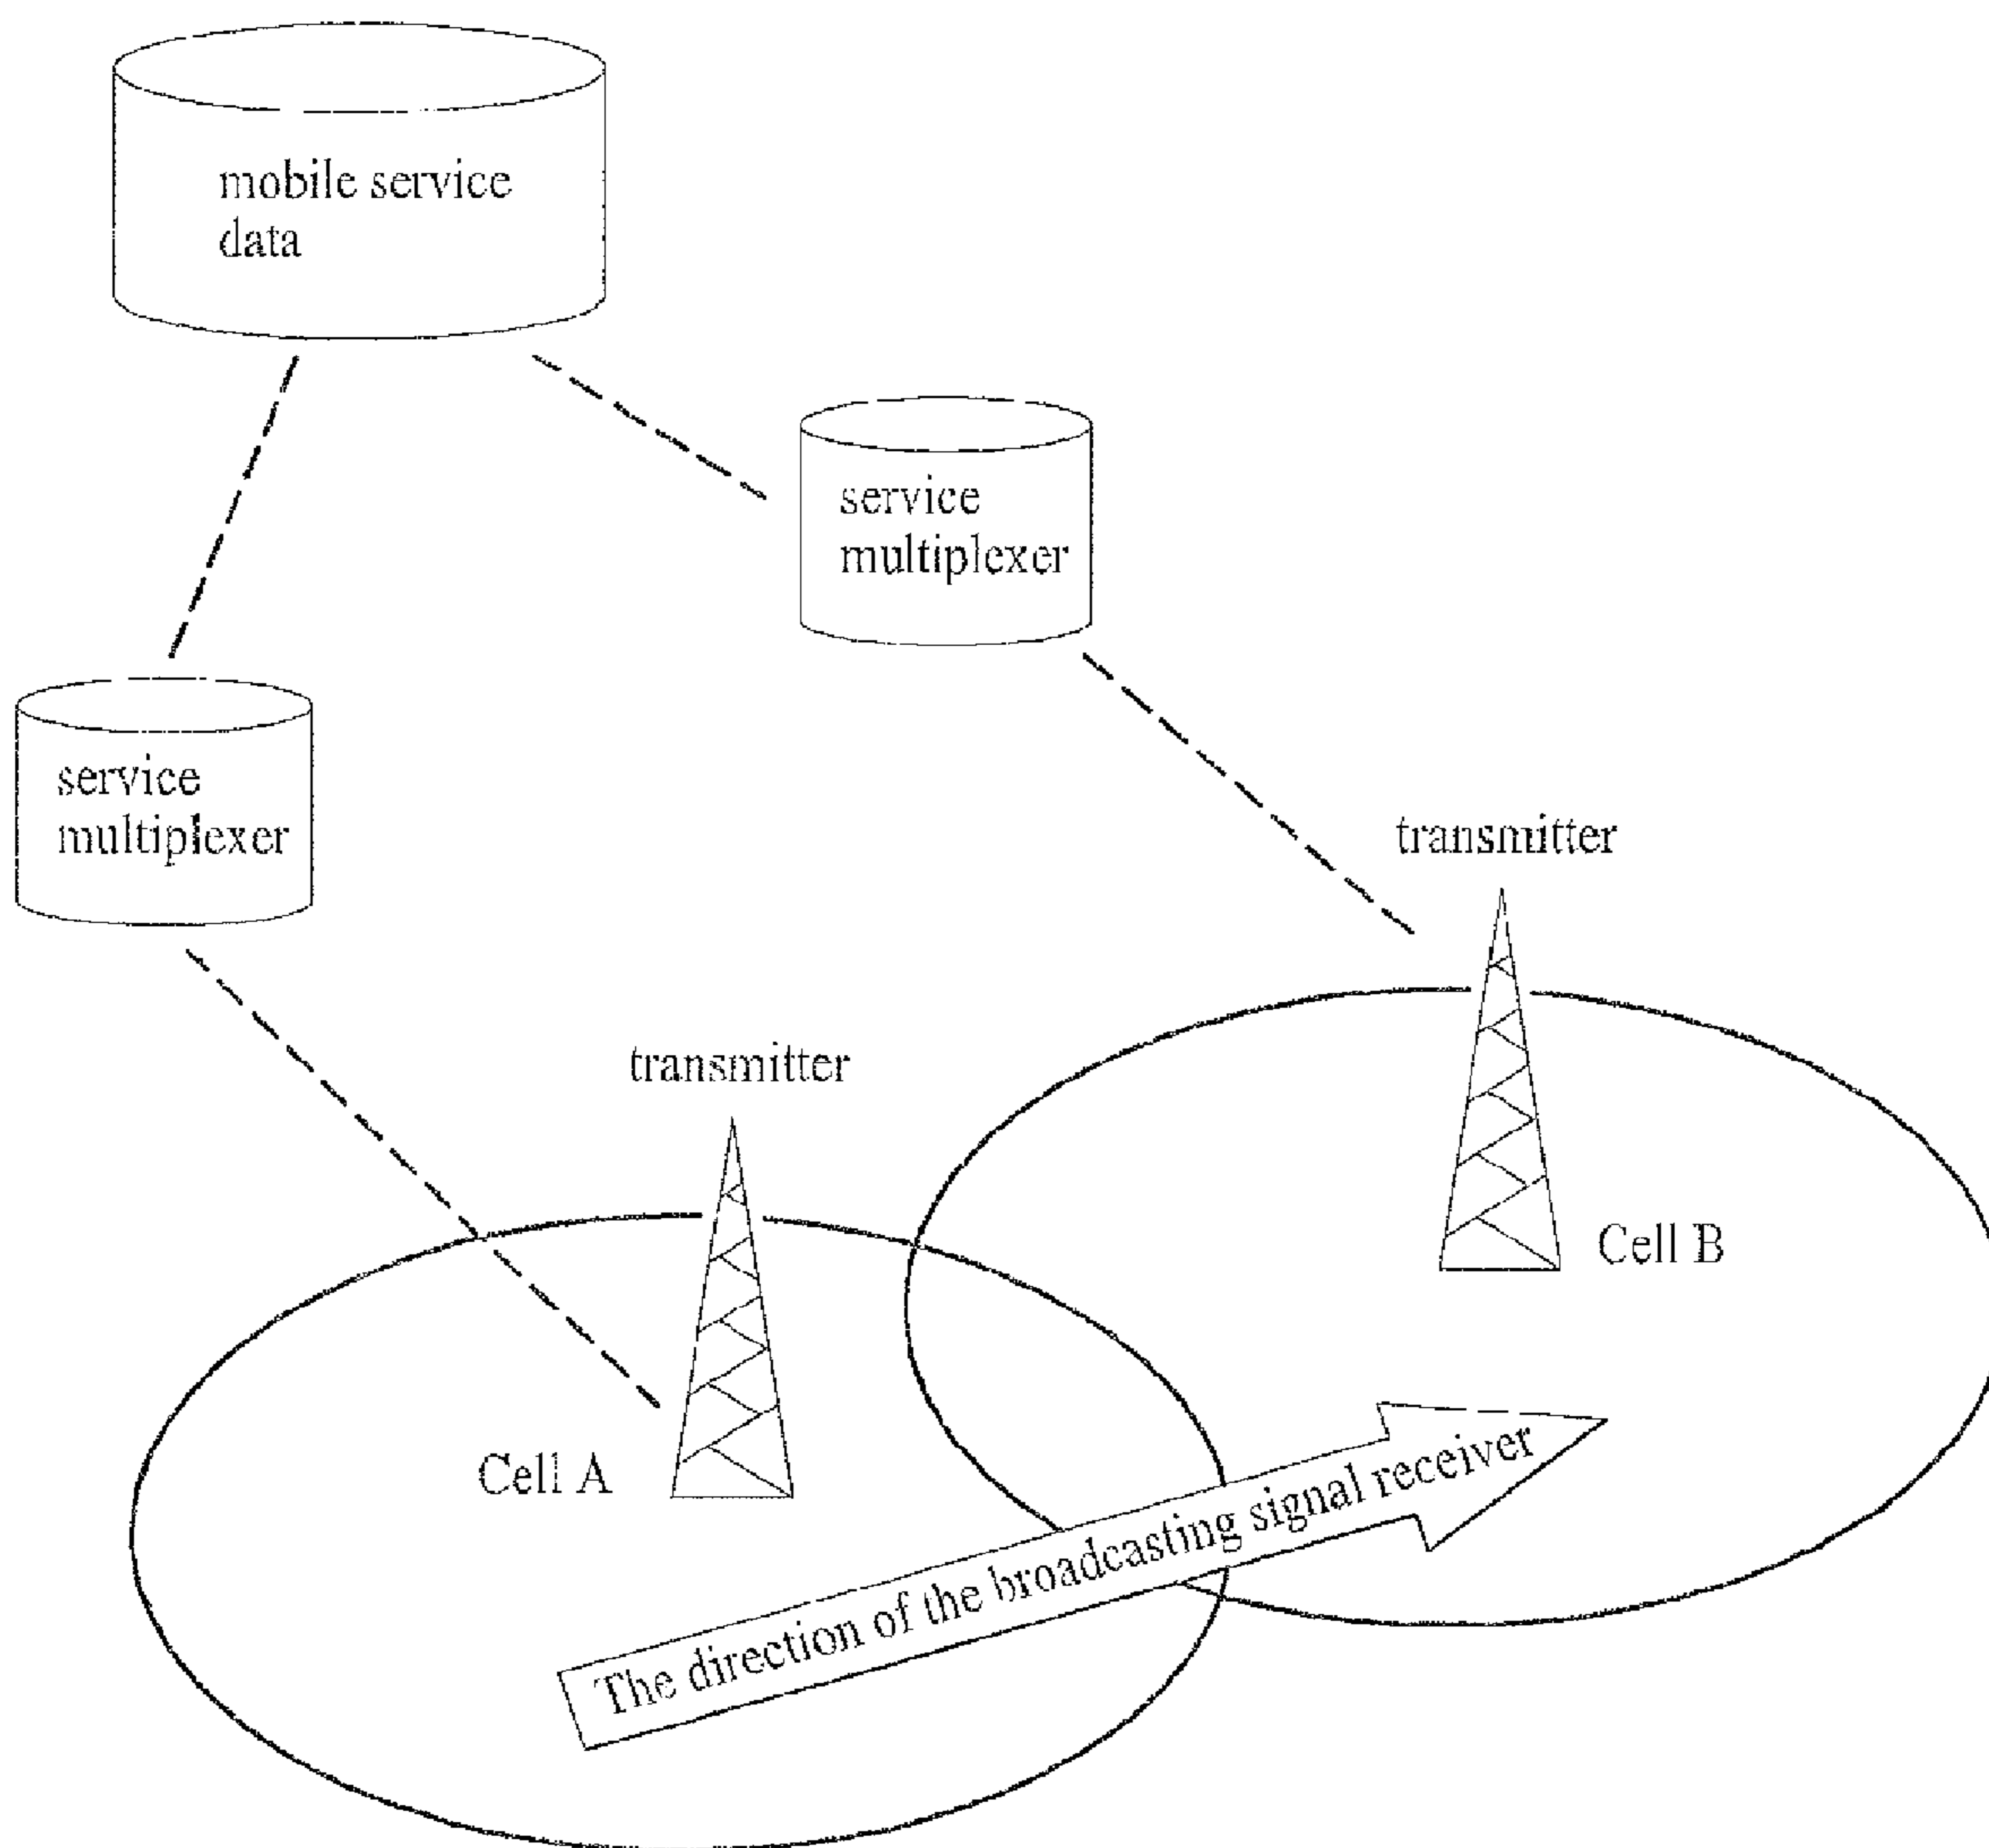 mobile service
data
service
multiplexer
service
multiplexer
transmitter
transmitter
Cell B
Cell A
The direction of the broadcasting signal receiver